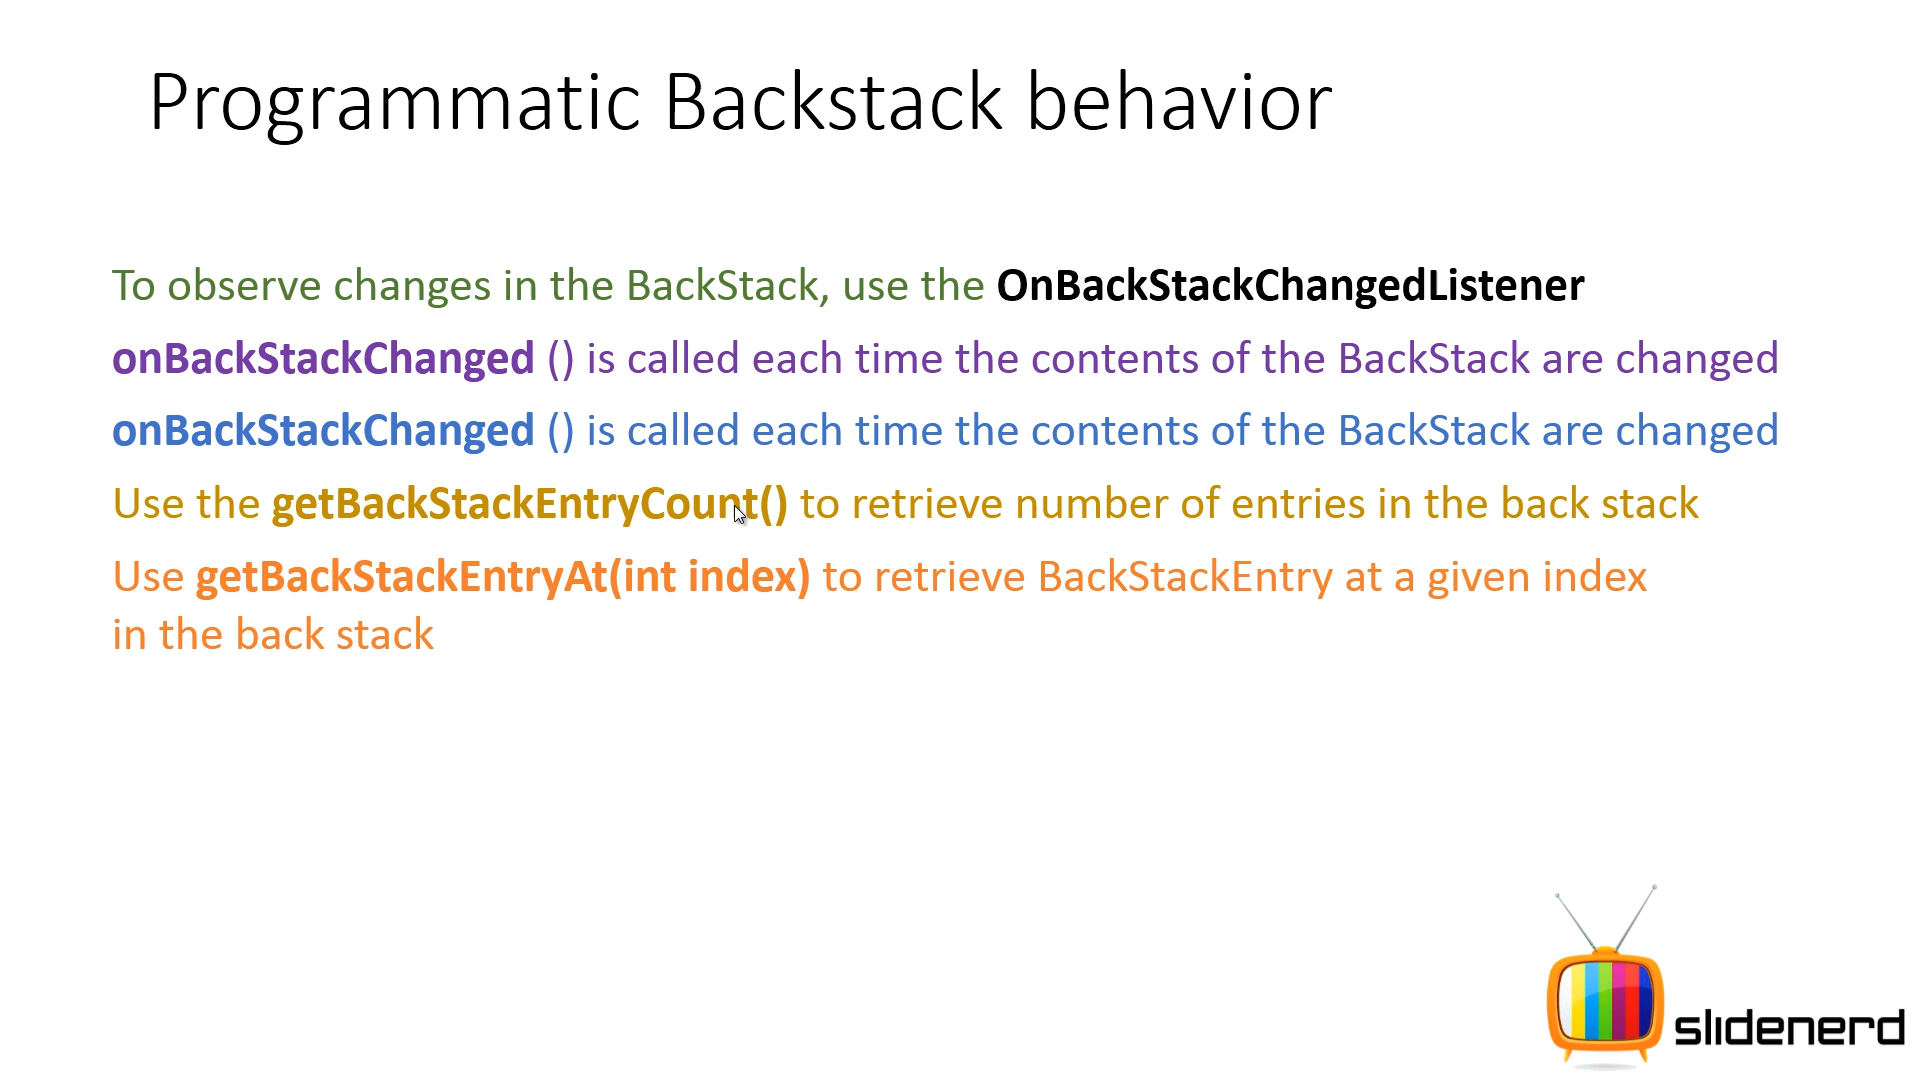 Programmatic Backstack behavior
To observe changes in the BackStack, use the OnBackStackChangedListener
onBackStackChanged () is called each time the contents of the BackStack are changed
onBackStackChanged () is called each time the contents of the BackStack are changed
Use the getBackStackEntryCount() to retrieve number of entries in the back stack
Use getBackStackEntryAt(int index) to retrieve BackStackEntry at a given index
in the back stack
slidenerd